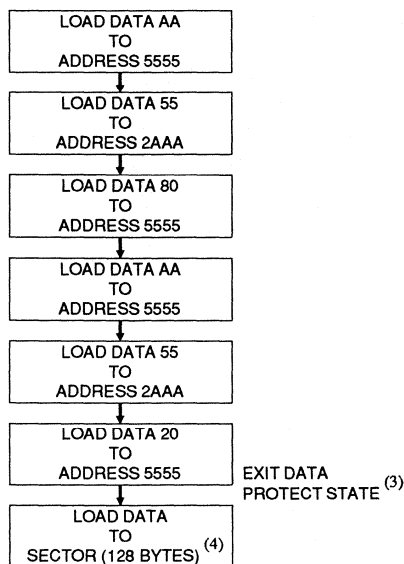 LOAD DATA AA
TO
ADDRESS 5555
LOAD DATA 55
TO
ADDRESS 2AAA
LOAD DATA 80
TO
ADDRESS 5555
LOAD DATA AA
TO
ADDRESS 5555
LOAD DATA 55
TO
ADDRESS 2AAA
LOAD DATA 20
TO
ADDRESS 5555
EXIT DATA
PROTECT STATE (3)
LOAD DATA
TO
SECTOR (128 BYTES) (4)